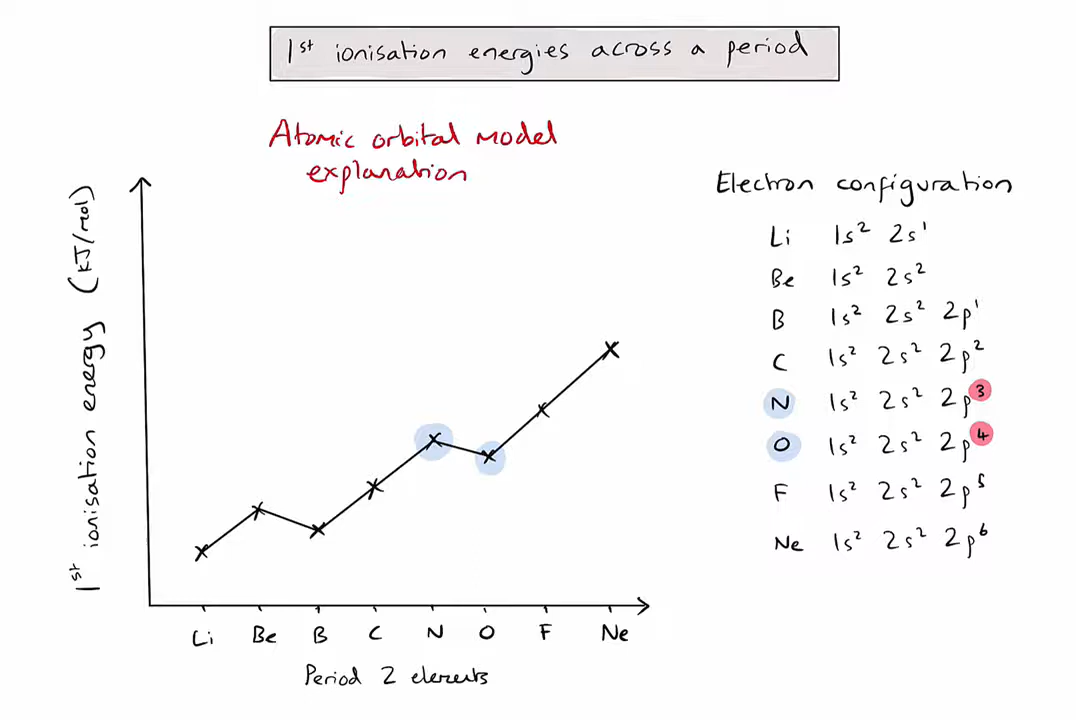 1st ionisation energies across a period
Atomic orbital model
explanation
1st ionisation energy (kJ/mol)
Li Be B C N O F Ne
Period 2 elements
Electron configuration
Li 1s² 2s¹
Be 1s² 2s²
B 1s² 2s² 2p¹
C 1s² 2s² 2p²
N 1s² 2s² 2p³
O 1s² 2s² 2p⁴
F 1s² 2s² 2p⁵
Ne 1s² 2s² 2p⁶